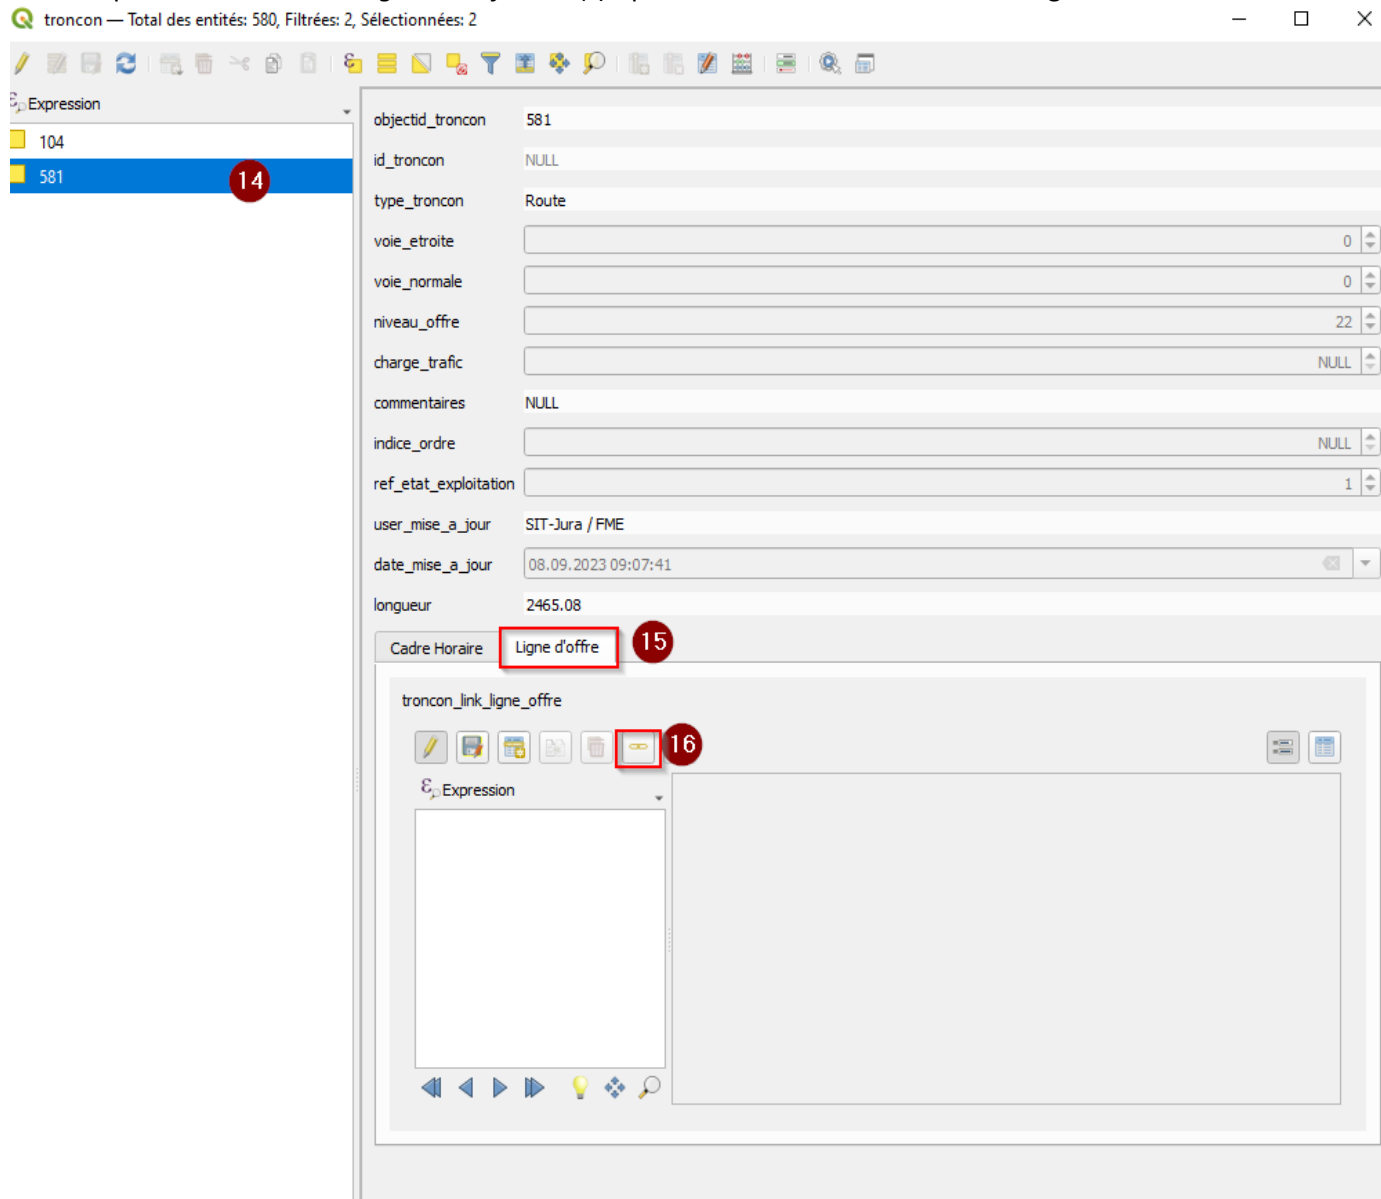 troncon — Total des entités: 580, Filtrées: 2, Sélectionnées: 2
Expression
104
581
14
objectid_troncon 581
id_troncon NULL
type_troncon Route
voie_etroite 0
voie_normale 0
niveau_offre 22
charge_trafic NULL
commentaires NULL
indice_ordre NULL
ref_etat_exploitation 1
user_mise_a_jour SIT-Jura / FME
date_mise_a_jour 08.09.2023 09:07:41
longueur 2465.08
Cadre Horaire Ligne d'offre 15
troncon_link_ligne_offre
16
Expression